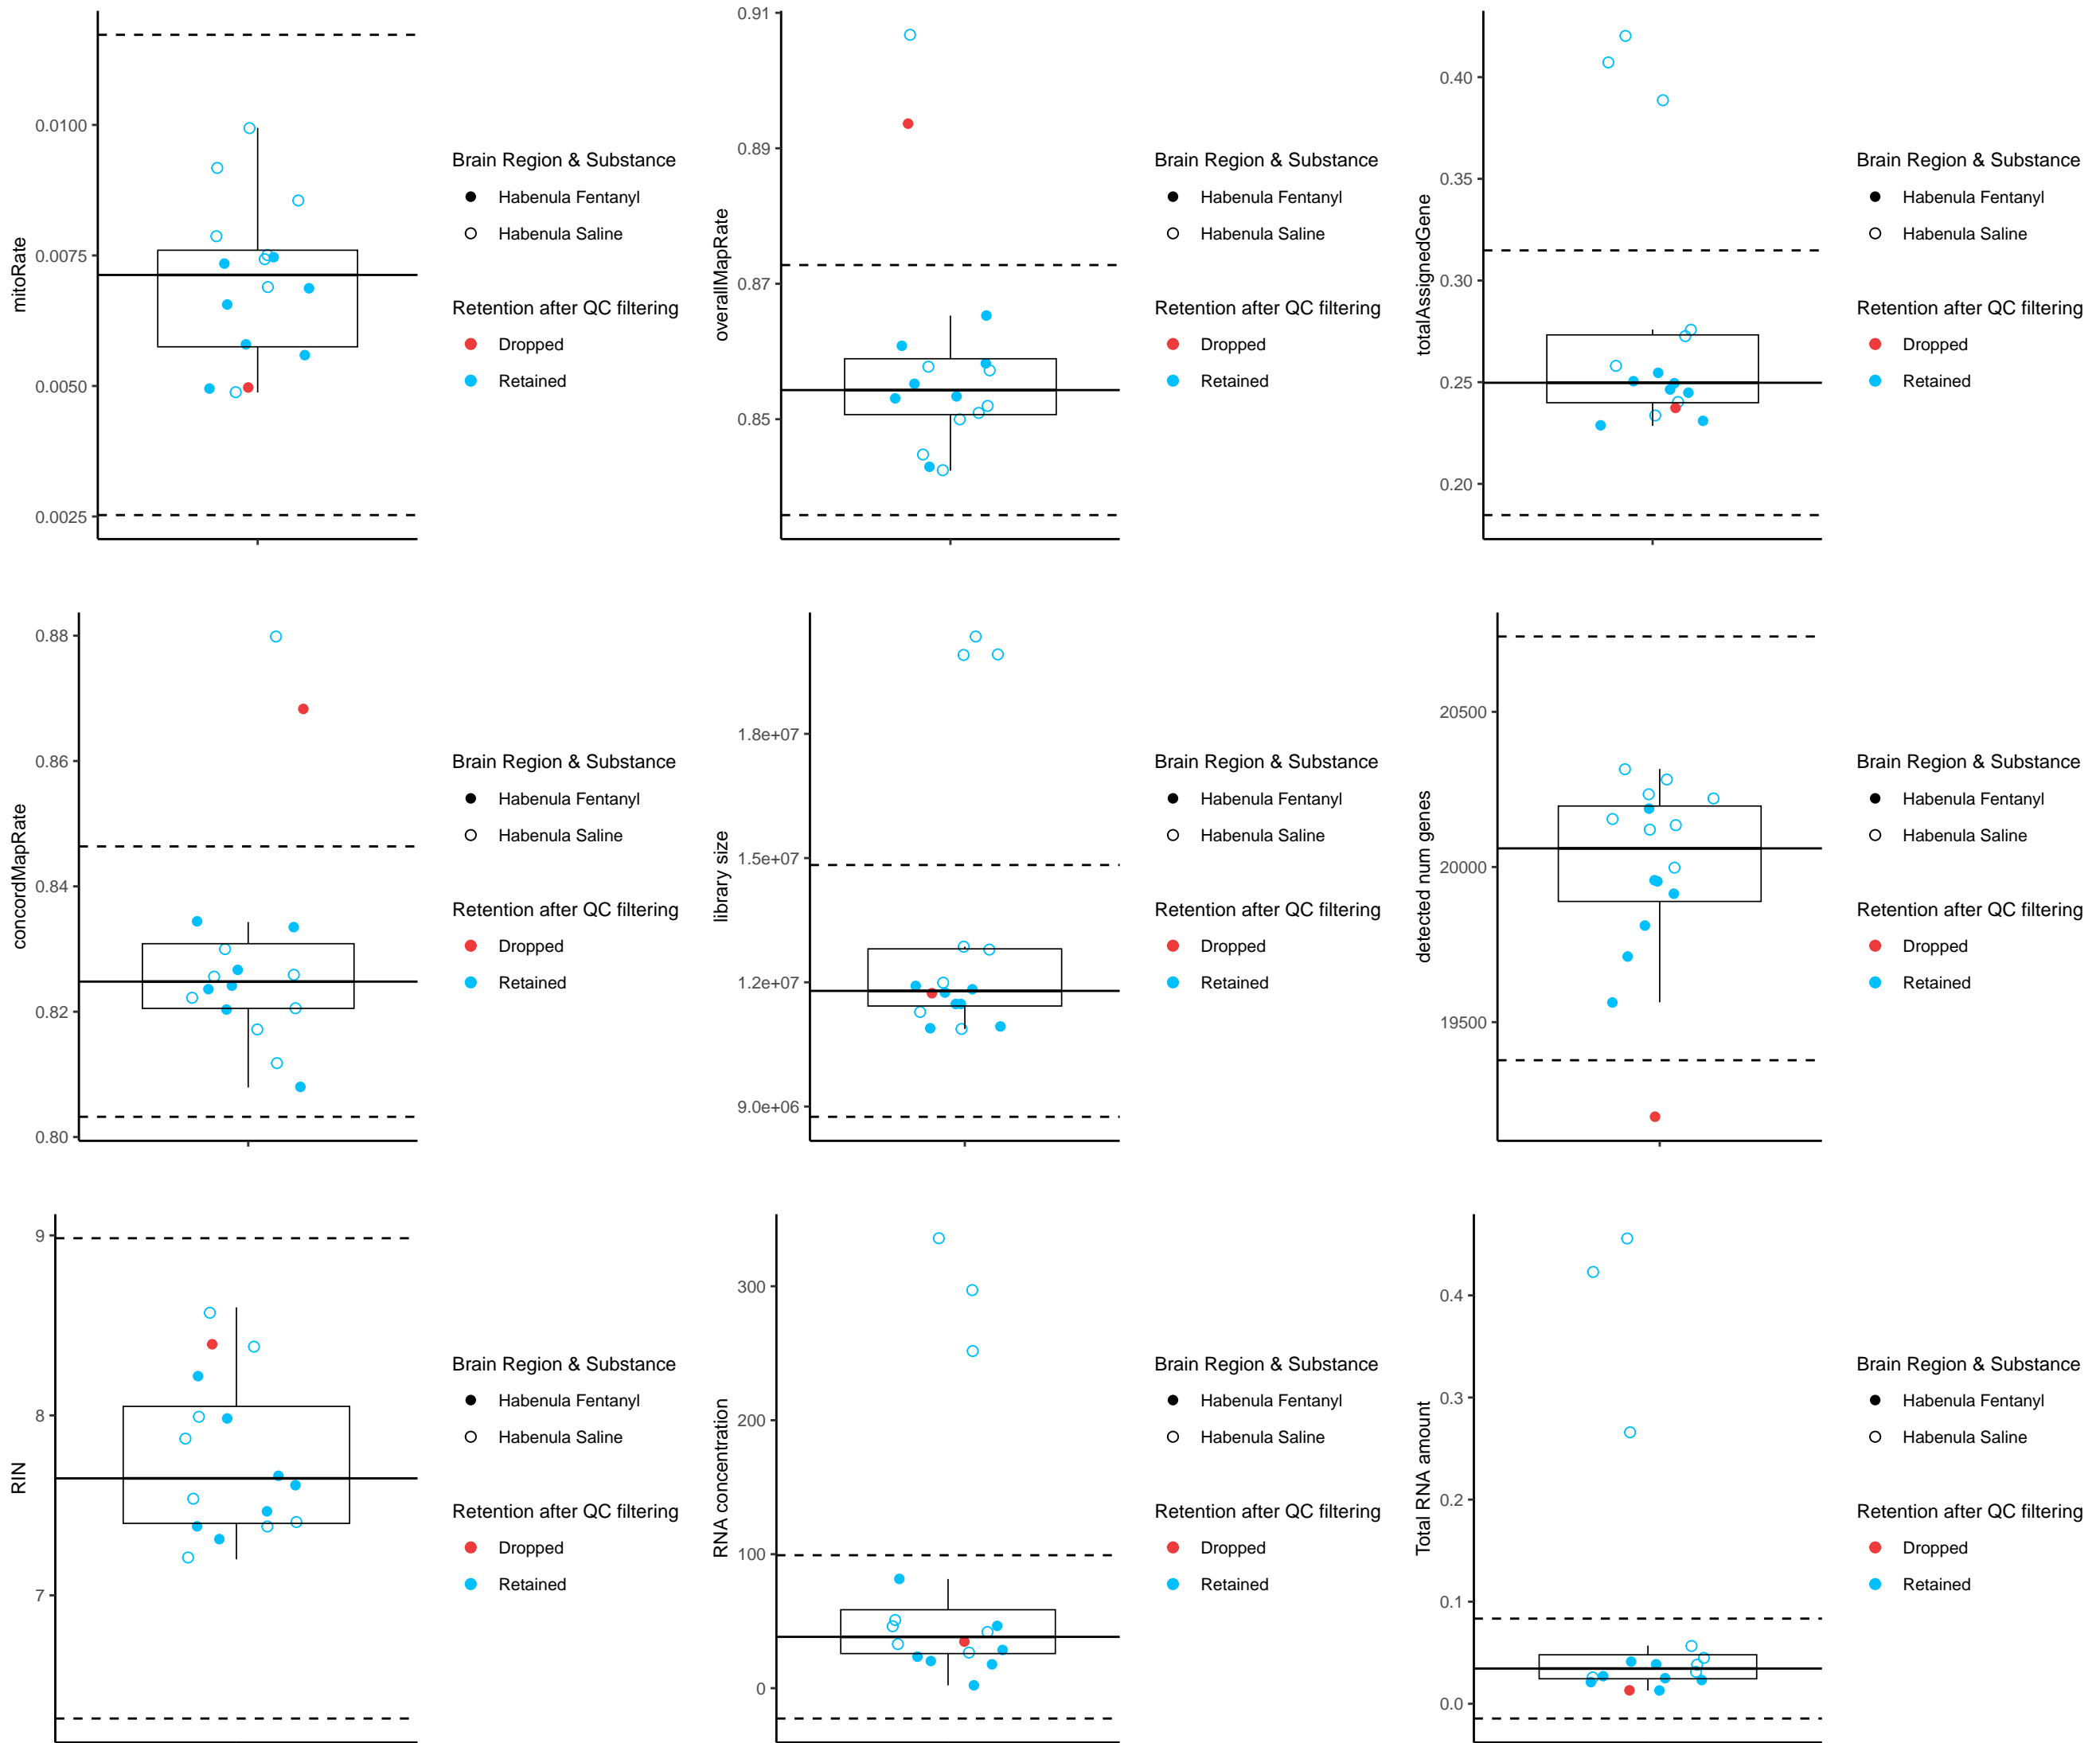 mitoRate
0.0100
0.0075
0.0050
0.0025
Brain Region & Substance
Habenula Fentanyl
Habenula Saline
Retention after QC filtering
Dropped
Retained
overallMapRate
0.91
0.89
0.87
0.85
Brain Region & Substance
Habenula Fentanyl
Habenula Saline
Retention after QC filtering
Dropped
Retained
totalAssignedGene
0.40
0.35
0.30
0.25
0.20
Brain Region & Substance
Habenula Fentanyl
Habenula Saline
Retention after QC filtering
Dropped
Retained
concordMapRate
0.88
0.86
0.84
0.82
0.80
Brain Region & Substance
Habenula Fentanyl
Habenula Saline
Retention after QC filtering
Dropped
Retained
library size
1.8e+07
1.5e+07
1.2e+07
9.0e+06
Brain Region & Substance
Habenula Fentanyl
Habenula Saline
Retention after QC filtering
Dropped
Retained
detected num genes
20500
20000
19500
Brain Region & Substance
Habenula Fentanyl
Habenula Saline
Retention after QC filtering
Dropped
Retained
RIN
9
8
7
Brain Region & Substance
Habenula Fentanyl
Habenula Saline
Retention after QC filtering
Dropped
Retained
RNA concentration
300
200
100
0
Brain Region & Substance
Habenula Fentanyl
Habenula Saline
Retention after QC filtering
Dropped
Retained
Total RNA amount
0.4
0.3
0.2
0.1
0.0
Brain Region & Substance
Habenula Fentanyl
Habenula Saline
Retention after QC filtering
Dropped
Retained